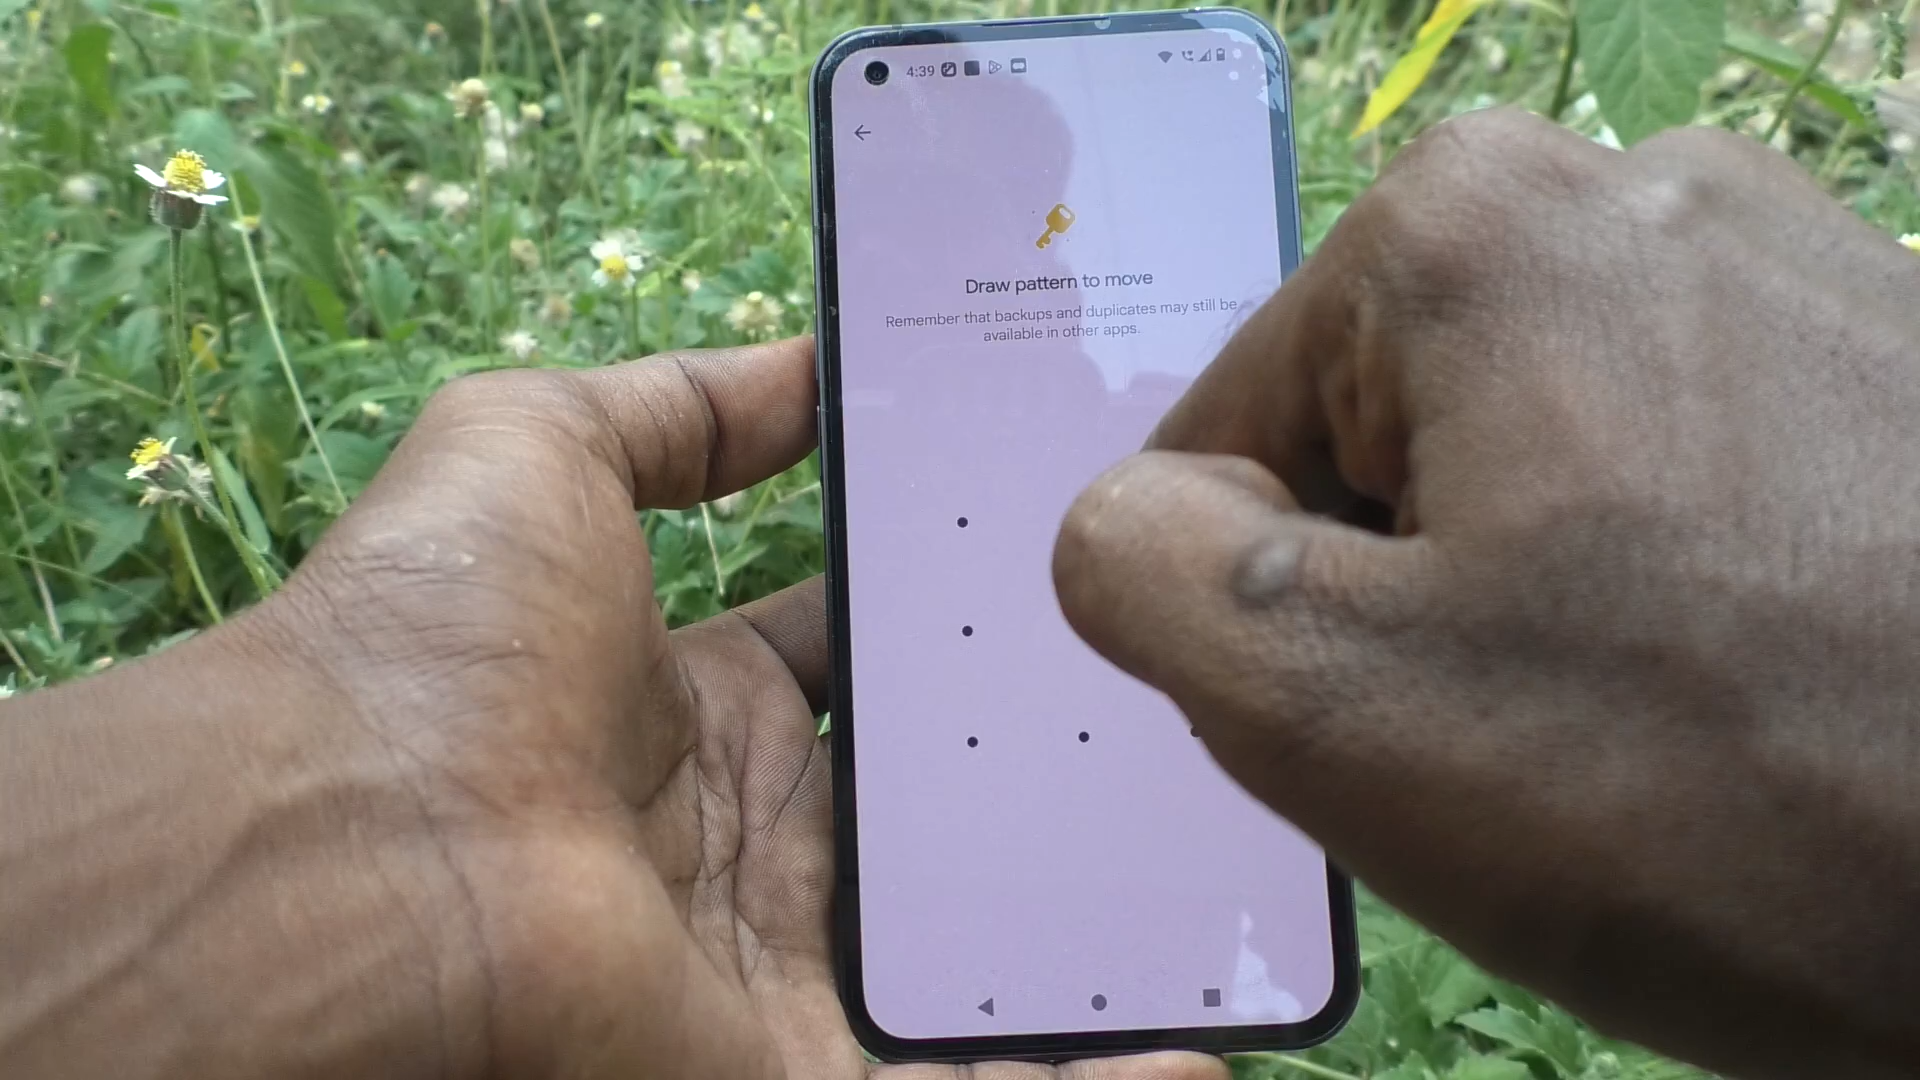 4:39
Draw pattern to move
Remember that backups and duplicates may still be
available in other apps.